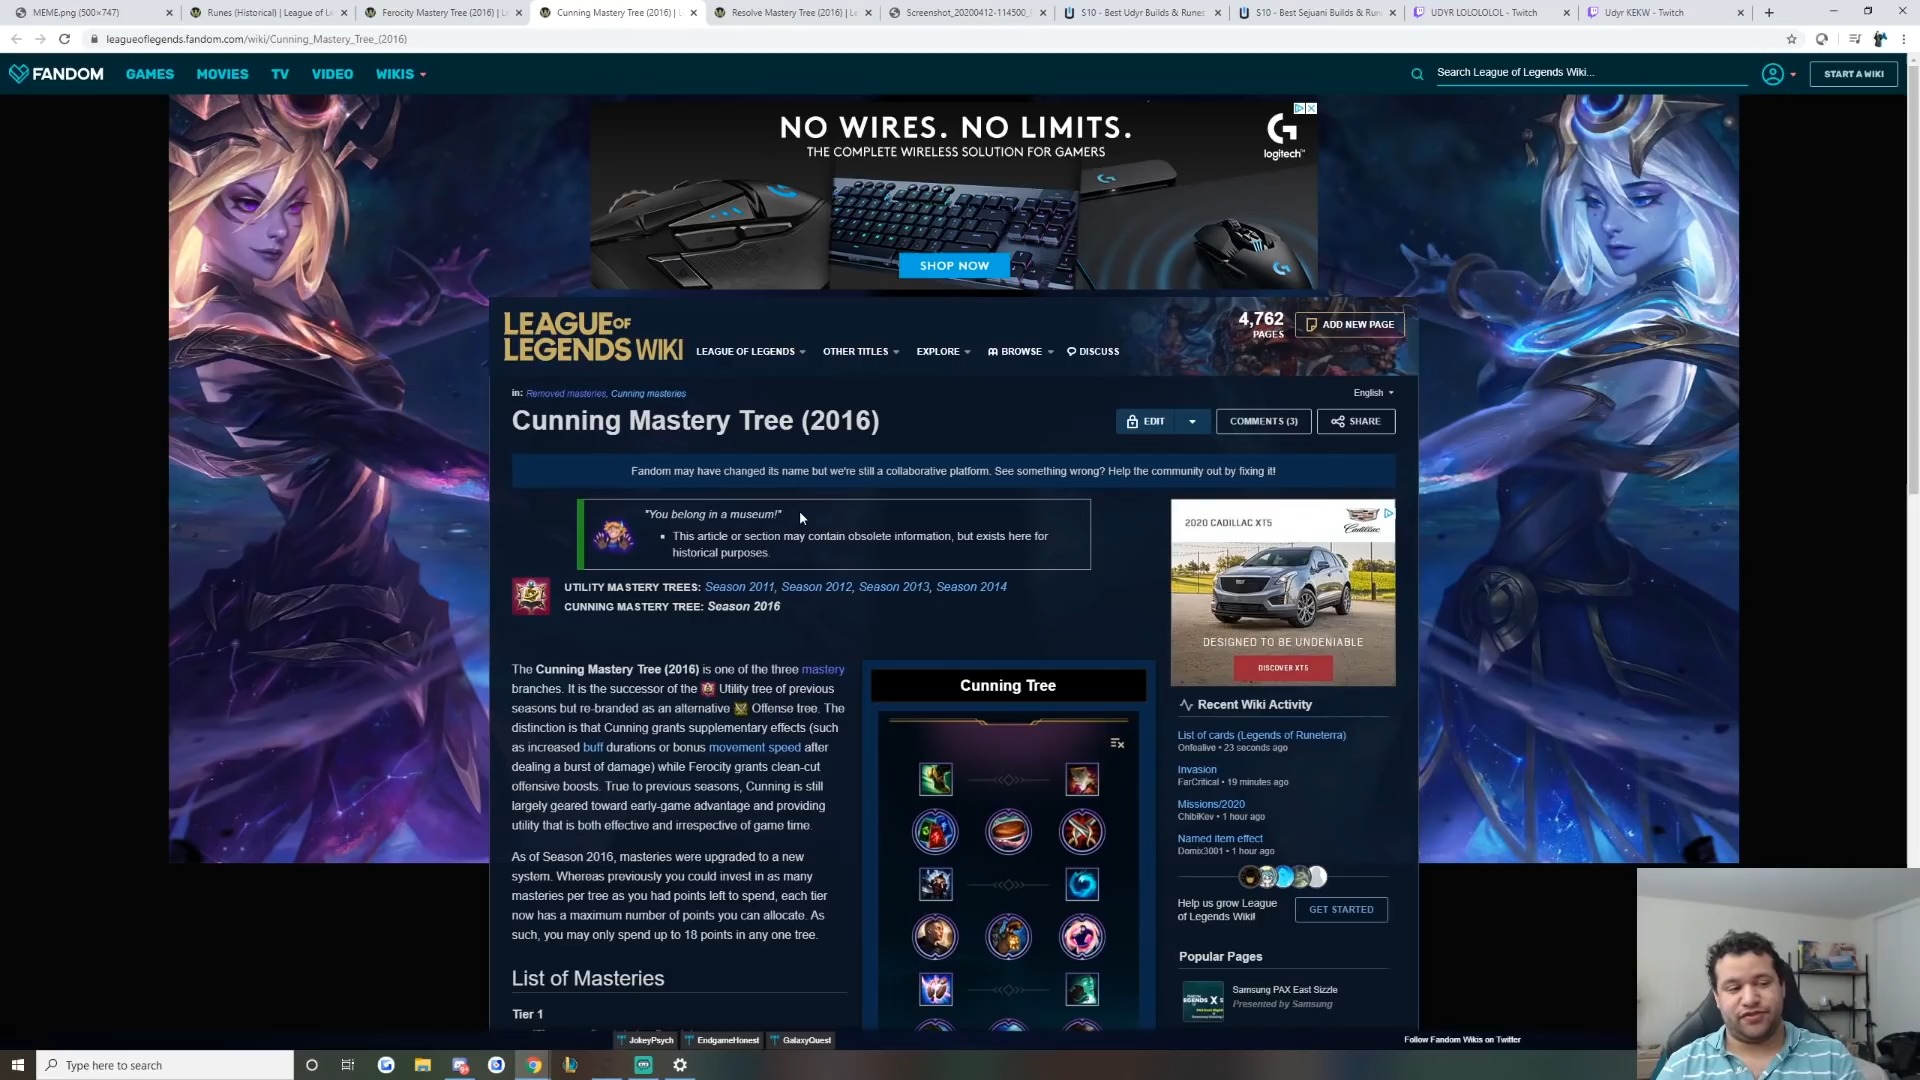 MEME.png (500×747)
Runes (Historical) | League of Le
Ferocity Mastery Tree (2016) | L
Cunning Mastery Tree (2016) | L
Resolve Mastery Tree (2016) | Le
Screenshot_20200412-114500_
S10 - Best Udyr Builds & Runes
S10 - Best Sejuani Builds & Run
UDYR LOLOLOLOL - Twitch
Udyr KEKW - Twitch
leagueoflegends.fandom.com/wiki/Cunning_Mastery_Tree_(2016)
FANDOM GAMES MOVIES TV VIDEO WIKIS
Search League of Legends Wiki...
START A WIKI
NO WIRES. NO LIMITS.
THE COMPLETE WIRELESS SOLUTION FOR GAMERS
logitech
SHOP NOW
LEAGUE OF LEGENDS WIKI
4,762 PAGES
ADD NEW PAGE
LEAGUE OF LEGENDS OTHER TITLES EXPLORE BROWSE DISCUSS
in: Removed masteries, Cunning masteries
English
Cunning Mastery Tree (2016)
EDIT
COMMENTS (3)
SHARE
Fandom may have changed its name but we're still a collaborative platform. See something wrong? Help the community out by fixing it!
"You belong in a museum!"
This article or section may contain obsolete information, but exists here for
historical purposes.
UTILITY MASTERY TREES: Season 2011, Season 2012, Season 2013, Season 2014
CUNNING MASTERY TREE: Season 2016
The Cunning Mastery Tree (2016) is one of the three mastery
branches. It is the successor of the Utility tree of previous
seasons but re-branded as an alternative Offense tree. The
distinction is that Cunning grants supplementary effects (such
as increased buff durations or bonus movement speed after
dealing a burst of damage) while Ferocity grants clean-cut
offensive boosts. True to previous seasons, Cunning is still
largely geared toward early-game advantage and providing
utility that is both effective and irrespective of game time.
As of Season 2016, masteries were upgraded to a new
system. Whereas previously you could invest in as many
masteries per tree as you had points left to spend, each tier
now has a maximum number of points you can allocate. As
such, you may only spend up to 18 points in any one tree.
List of Masteries
Tier 1
Cunning Tree
2020 CADILLAC XT5
Cadillac
DESIGNED TO BE UNDENIABLE
DISCOVER XT5
Recent Wiki Activity
List of cards (Legends of Runeterra)
Onfealive • 23 seconds ago
Invasion
FarCritical • 19 minutes ago
Missions/2020
ChibiKev • 1 hour ago
Named item effect
Domix3001 • 1 hour ago
Help us grow League
of Legends Wiki!
GET STARTED
Popular Pages
Samsung PAX East Sizzle
Presented by Samsung
JokeyPsych
EndgameHonest
GalaxyQuest
Follow Fandom Wikis on Twitter
Type here to search